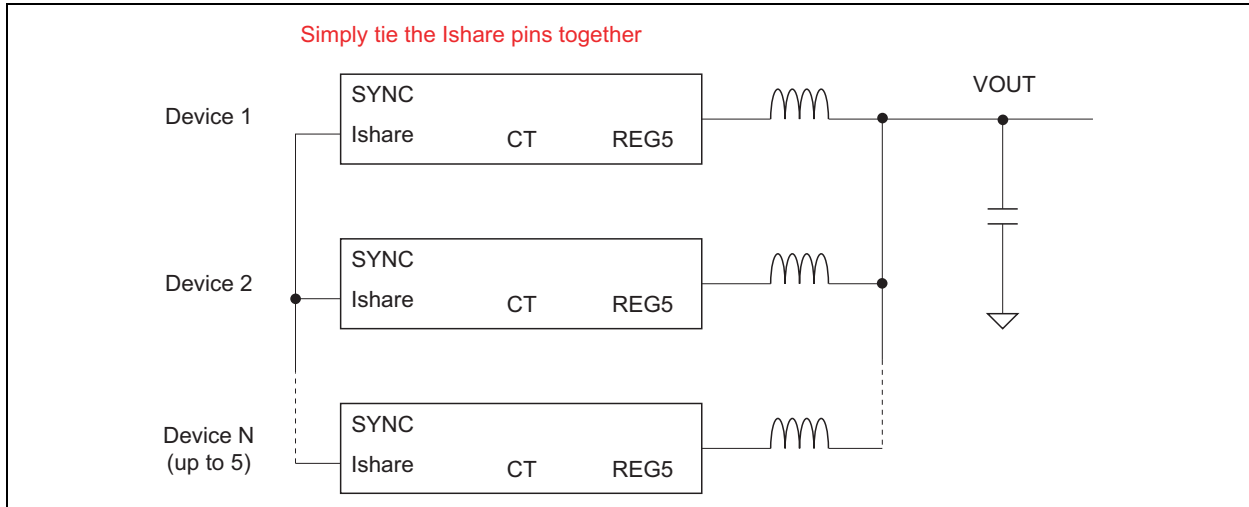 Simply tie the Ishare pins together
VOUT
Device 1
SYNC
Ishare
CT
REG5
Device 2
SYNC
Ishare
CT
REG5
Device N
(up to 5)
SYNC
Ishare
CT
REG5